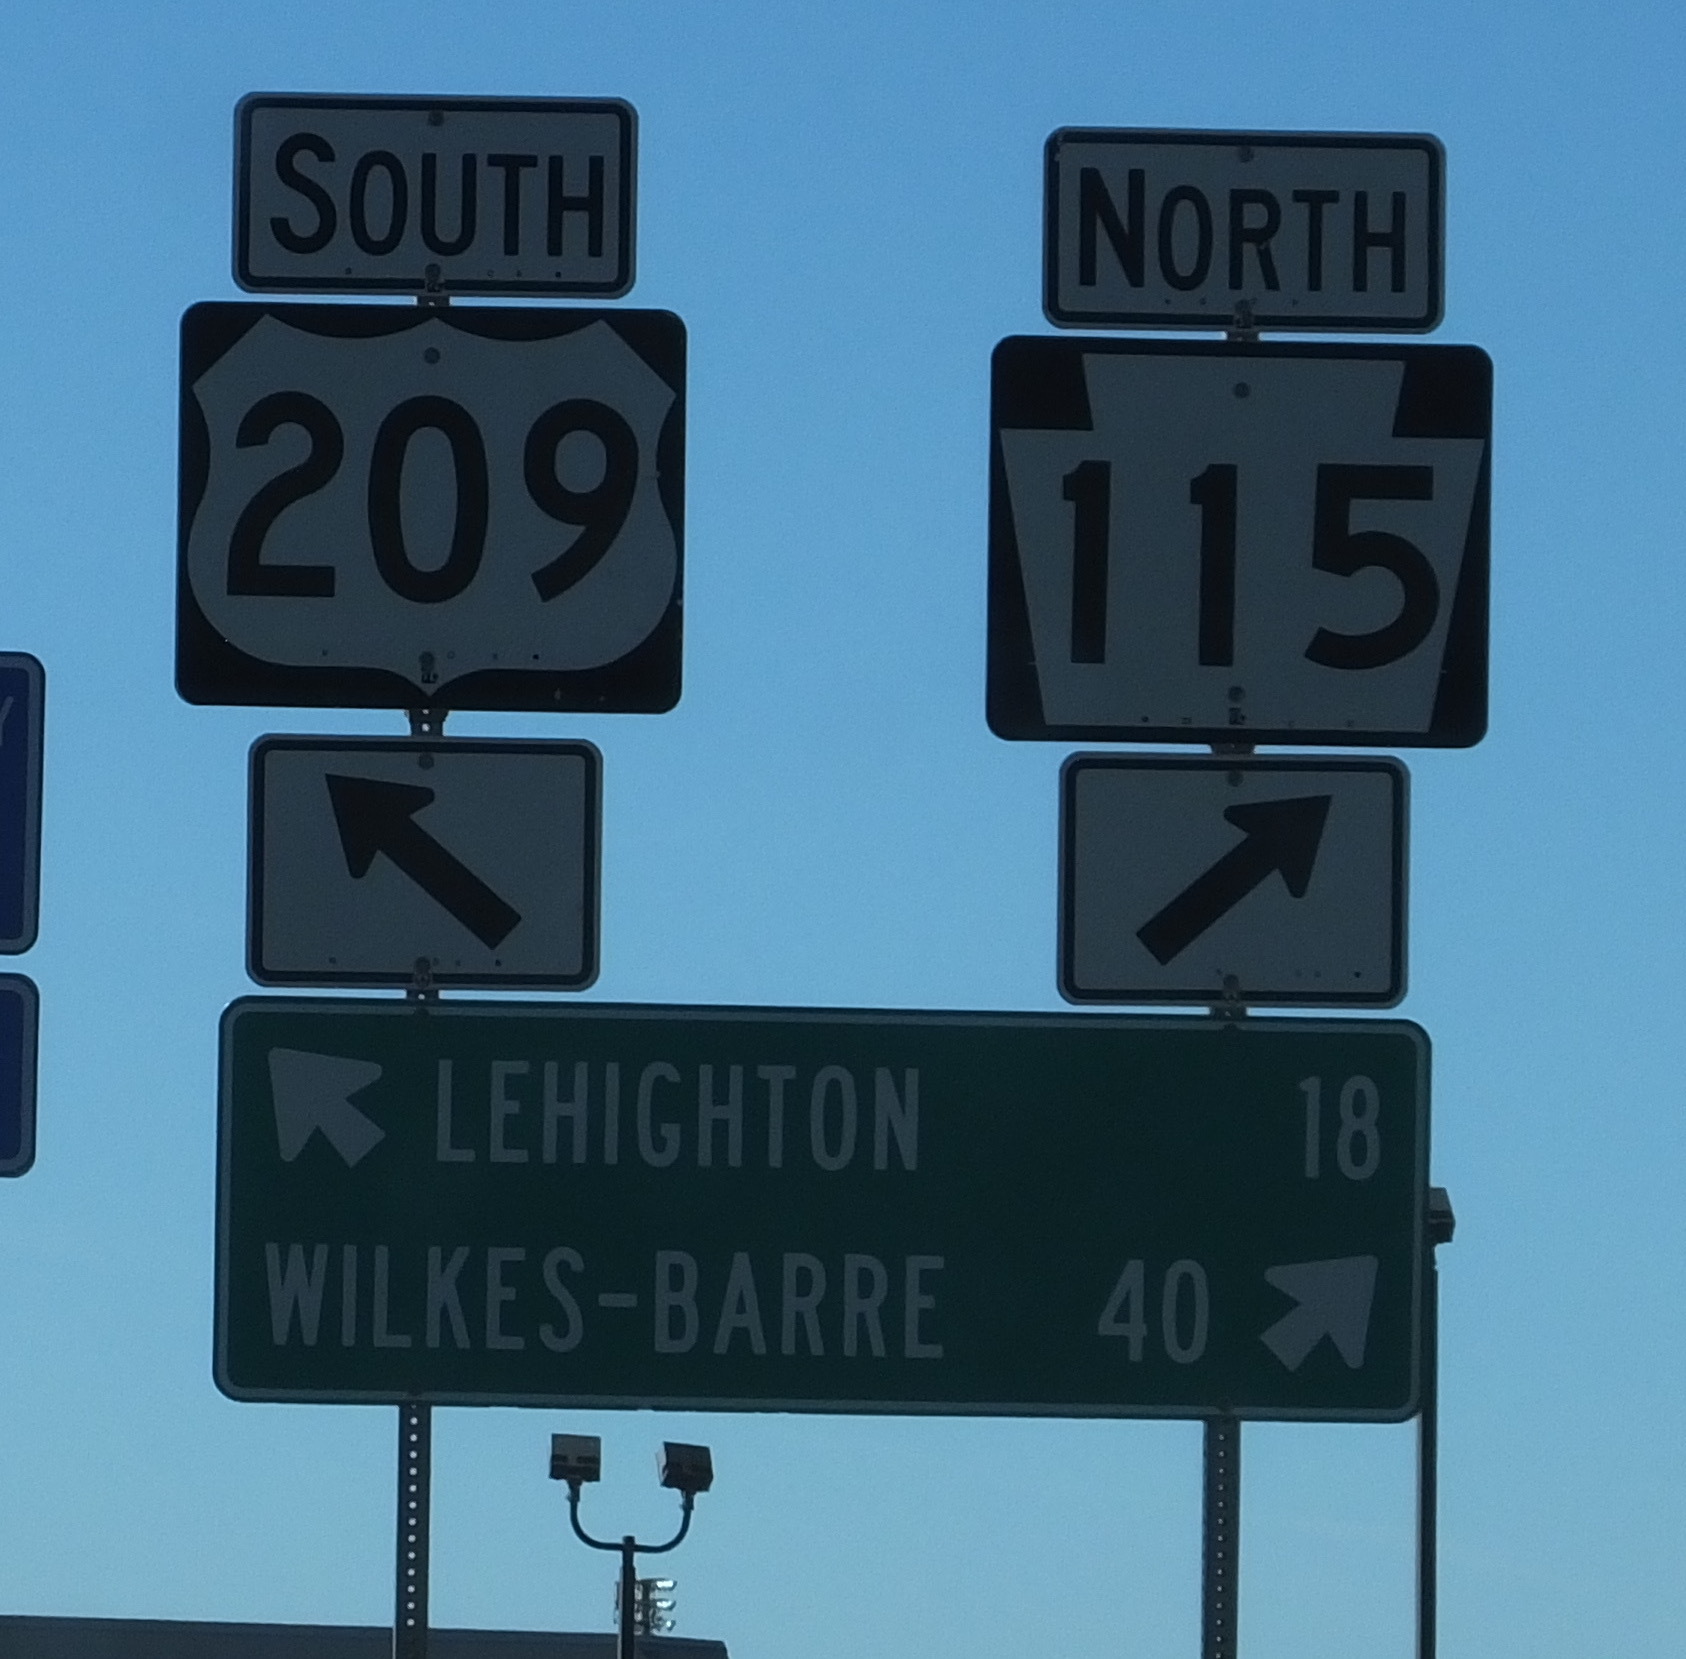 SOUTH
209
NORTH
115
LEHIGHTON 18
WILKES-BARRE 40